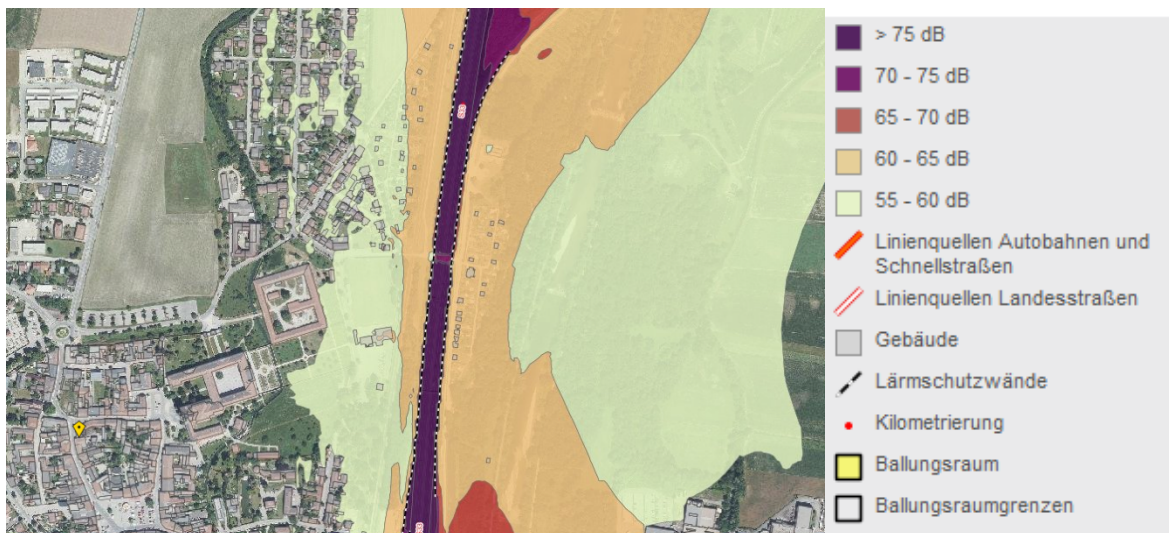 > 75 dB
70 - 75 dB
65 - 70 dB
60 - 65 dB
55 - 60 dB
Linienquellen Autobahnen und
Schnellstraßen
Linienquellen Landesstraßen
Gebäude
Lärmschutzwände
Kilometrierung
Ballungsraum
Ballungsraumgrenzen